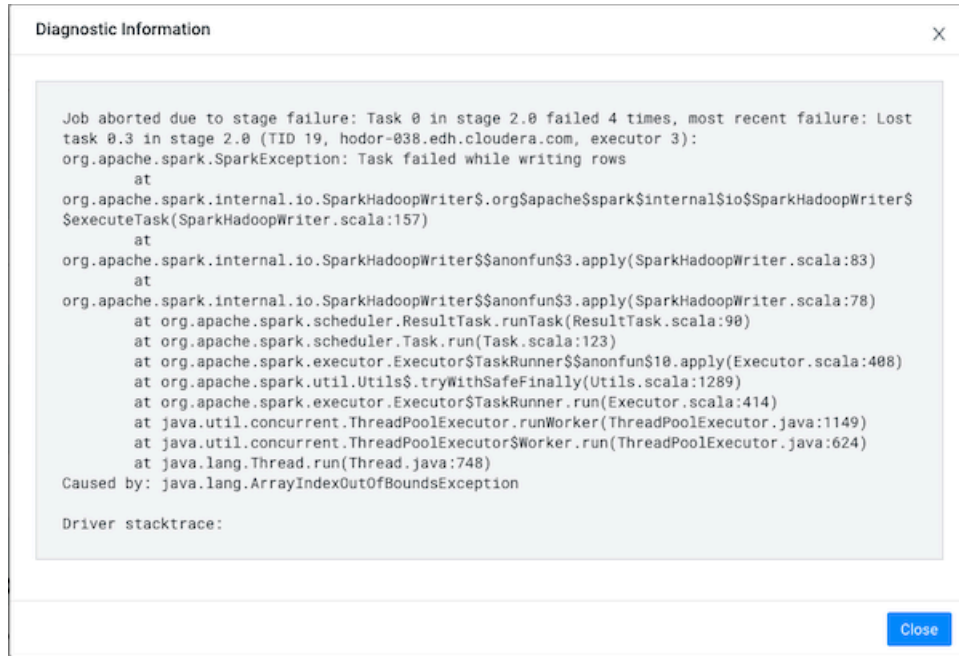 Diagnostic Information
Job aborted due to stage failure: Task 0 in stage 2.0 failed 4 times, most recent failure: Lost
task 0.3 in stage 2.0 (TID 19, hodor-038.edh.cloudera.com, executor 3):
org.apache.spark.SparkException: Task failed while writing rows
at
org.apache.spark.internal.io.SparkHadoopWriter$.org$apache$spark$internal$io$SparkHadoopWriter$
$executeTask(SparkHadoopWriter.scala:157)
at
org.apache.spark.internal.io.SparkHadoopWriter$$anonfun$3.apply(SparkHadoopWriter.scala:83)
at
org.apache.spark.internal.io.SparkHadoopWriter$$anonfun$3.apply(SparkHadoopWriter.scala:78)
at org.apache.spark.scheduler.ResultTask.runTask(ResultTask.scala:90)
at org.apache.spark.scheduler.Task.run(Task.scala:123)
at org.apache.spark.executor.Executor$TaskRunner$$anonfun$10.apply(Executor.scala:408)
at org.apache.spark.util.Utils$.tryWithSafeFinally(Utils.scala:1289)
at org.apache.spark.executor.Executor$TaskRunner.run(Executor.scala:414)
at java.util.concurrent.ThreadPoolExecutor.runWorker(ThreadPoolExecutor.java:1149)
at java.util.concurrent.ThreadPoolExecutor$Worker.run(ThreadPoolExecutor.java:624)
at java.lang.Thread.run(Thread.java:748)
Caused by: java.lang.ArrayIndexOutOfBoundsException
Driver stacktrace:
Close